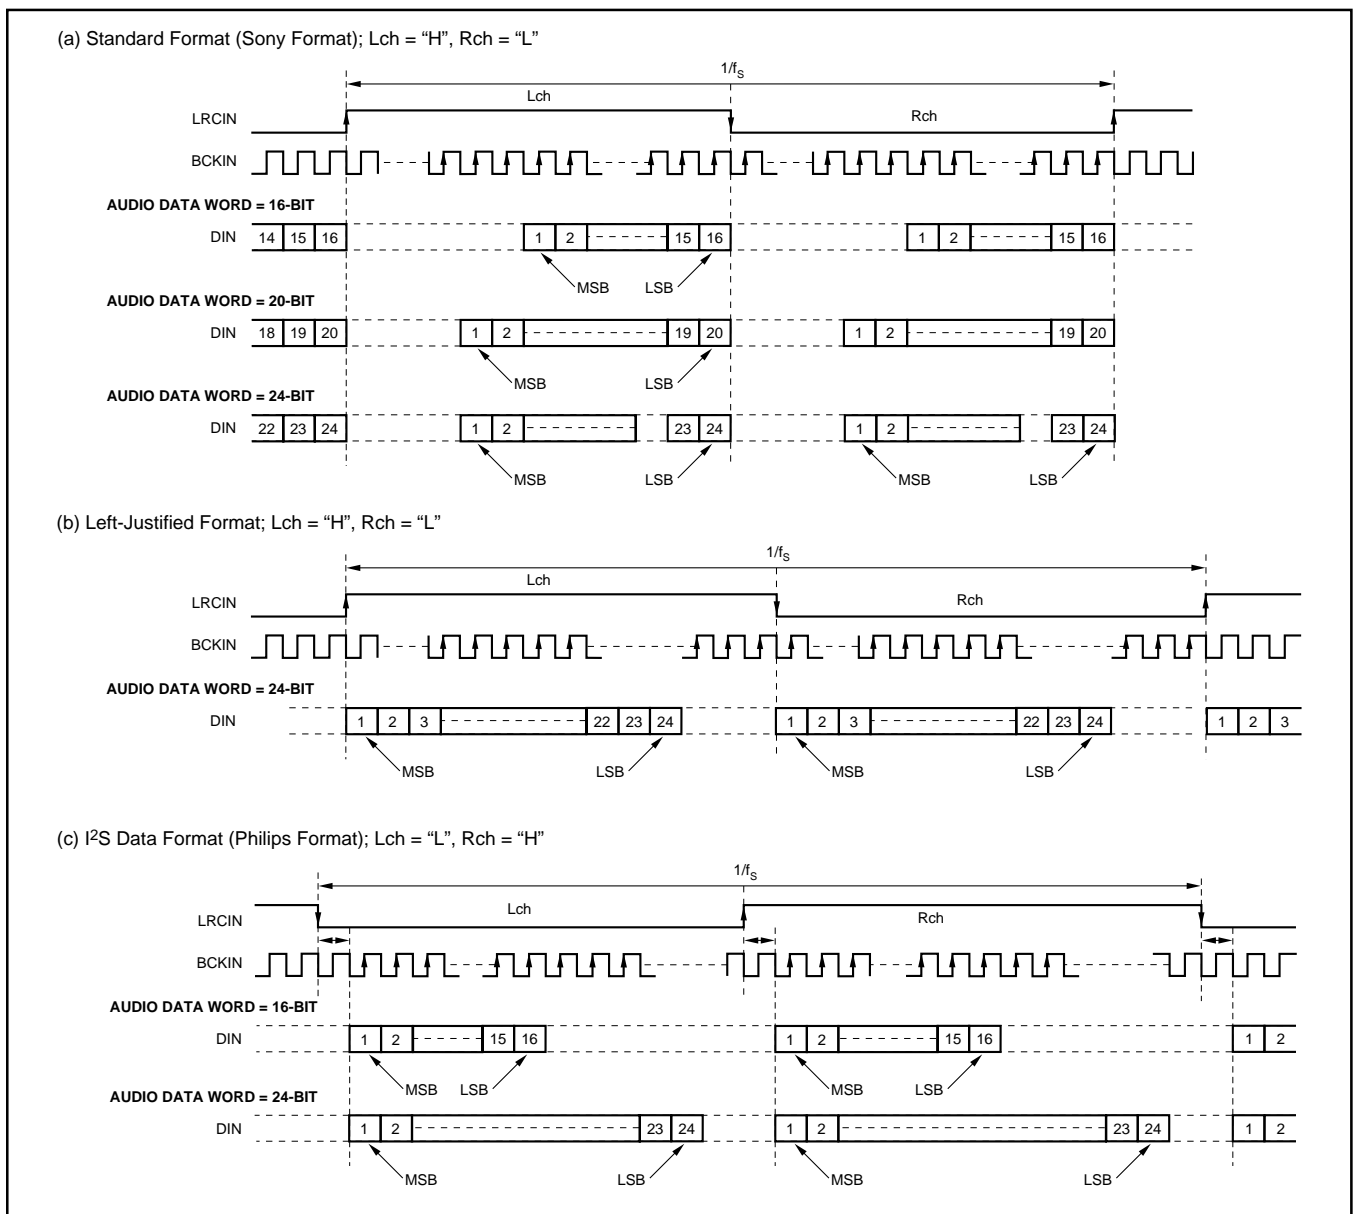 (a) Standard Format (Sony Format); Lch = “H”, Rch = “L”
1/fS
Lch
Rch
LRCIN
BCKIN
AUDIO DATA WORD = 16-BIT
DIN 14 15 16 1 2 15 16 1 2 15 16
MSB LSB
AUDIO DATA WORD = 20-BIT
DIN 18 19 20 1 2 19 20 1 2 19 20
MSB LSB
AUDIO DATA WORD = 24-BIT
DIN 22 23 24 1 2 23 24 1 2 23 24
MSB LSB MSB LSB
(b) Left-Justified Format; Lch = “H”, Rch = “L”
1/fS
Lch
Rch
LRCIN
BCKIN
AUDIO DATA WORD = 24-BIT
DIN 1 2 3 22 23 24 1 2 3 22 23 24 1 2 3
MSB LSB MSB LSB
(c) I2S Data Format (Philips Format); Lch = “L”, Rch = “H”
1/fS
Lch
Rch
LRCIN
BCKIN
AUDIO DATA WORD = 16-BIT
DIN 1 2 15 16 1 2 15 16 1 2
MSB LSB MSB LSB
AUDIO DATA WORD = 24-BIT
DIN 1 2 23 24 1 2 23 24 1 2
MSB LSB MSB LSB